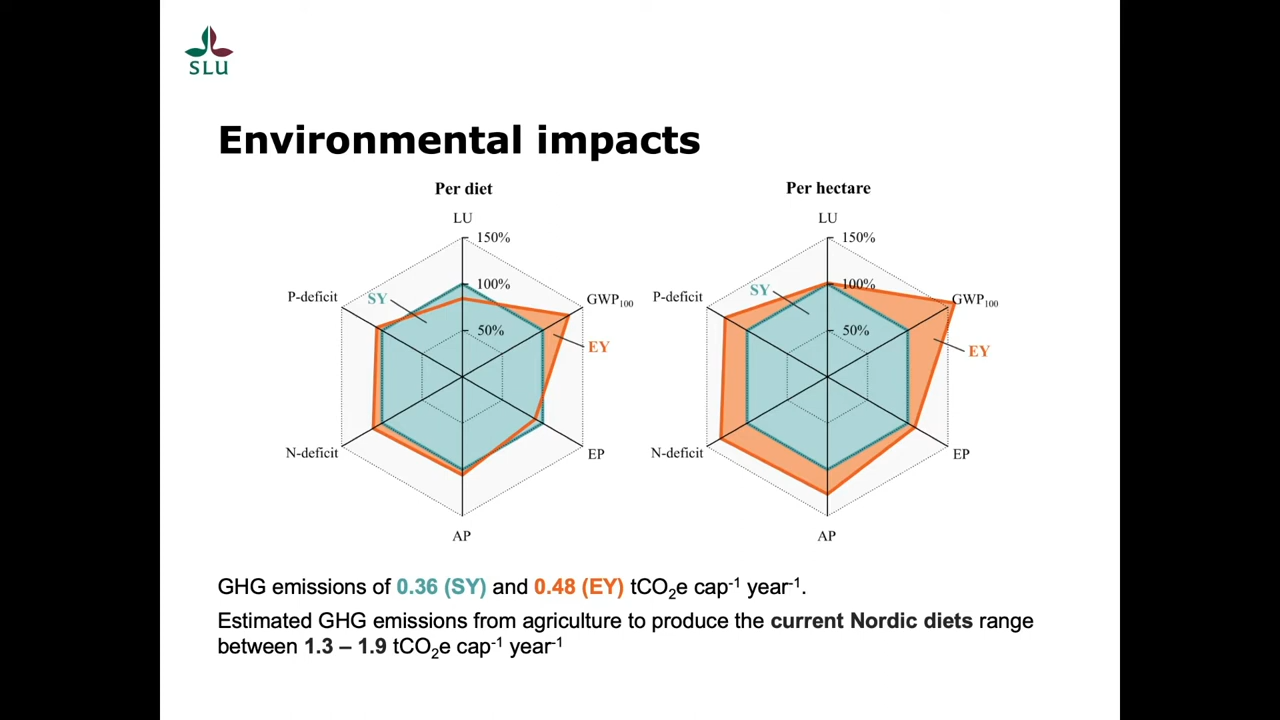 SLU
Environmental impacts
Per diet
LU
150%
100%
50%
P-deficit
SY
GWP100
EY
N-deficit
EP
AP
Per hectare
LU
150%
100%
50%
P-deficit
SY
GWP100
EY
N-deficit
EP
AP
GHG emissions of 0.36 (SY) and 0.48 (EY) tCO₂e cap⁻¹ year⁻¹.
Estimated GHG emissions from agriculture to produce the current Nordic diets range
between 1.3 – 1.9 tCO₂e cap⁻¹ year⁻¹